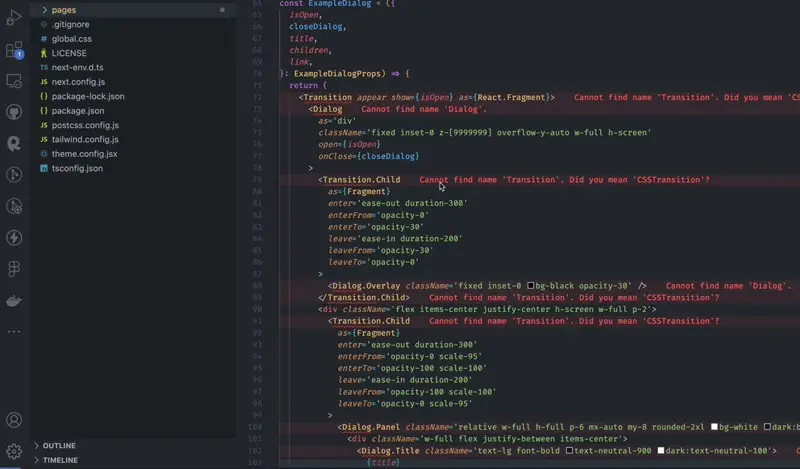 pages
.gitignore
global.css
LICENSE
next-env.d.ts
next.config.js
package-lock.json
package.json
postcss.config.js
tailwind.config.js
theme.config.jsx
tsconfig.json
OUTLINE
TIMELINE
1
64 const ExampleDialog = ({
65 isOpen,
66 closeDialog,
67 title,
68 children,
69 link,
70 }: ExampleDialogProps) => {
71 return (
72 <Transition appear show={isOpen} as={React.Fragment}> Cannot find name 'Transition'. Did you mean 'CSS
73 <Dialog Cannot find name 'Dialog'.
74 as='div'
75 className='fixed inset-0 z-[9999999] overflow-y-auto w-full h-screen'
76 open={isOpen}
77 onClose={closeDialog}
78 >
79 <Transition.Child Cannot find name 'Transition'. Did you mean 'CSSTransition'?
80 as={Fragment}
81 enter='ease-out duration-300'
82 enterFrom='opacity-0'
83 enterTo='opacity-30'
84 leave='ease-in duration-200'
85 leaveFrom='opacity-30'
86 leaveTo='opacity-0'
87 >
88 <Dialog.Overlay className='fixed inset-0 bg-black opacity-30' /> Cannot find name 'Dialog'.
89 </Transition.Child> Cannot find name 'Transition'. Did you mean 'CSSTransition'?
90 <div className='flex items-center justify-center h-screen w-full p-2'>
91 <Transition.Child Cannot find name 'Transition'. Did you mean 'CSSTransition'?
92 as={Fragment}
93 enter='ease-out duration-300'
94 enterFrom='opacity-0 scale-95'
95 enterTo='opacity-100 scale-100'
96 leave='ease-in duration-200'
97 leaveFrom='opacity-100 scale-100'
98 leaveTo='opacity-0 scale-95'
99 >
100 <Dialog.Panel className='relative w-full h-full p-6 mx-auto my-8 rounded-2xl bg-white dark:b
101 <div className='w-full flex justify-between items-center'>
102 <Dialog.Title className='text-lg font-bold text-neutral-900 dark:text-neutral-100'> C
103 {title}